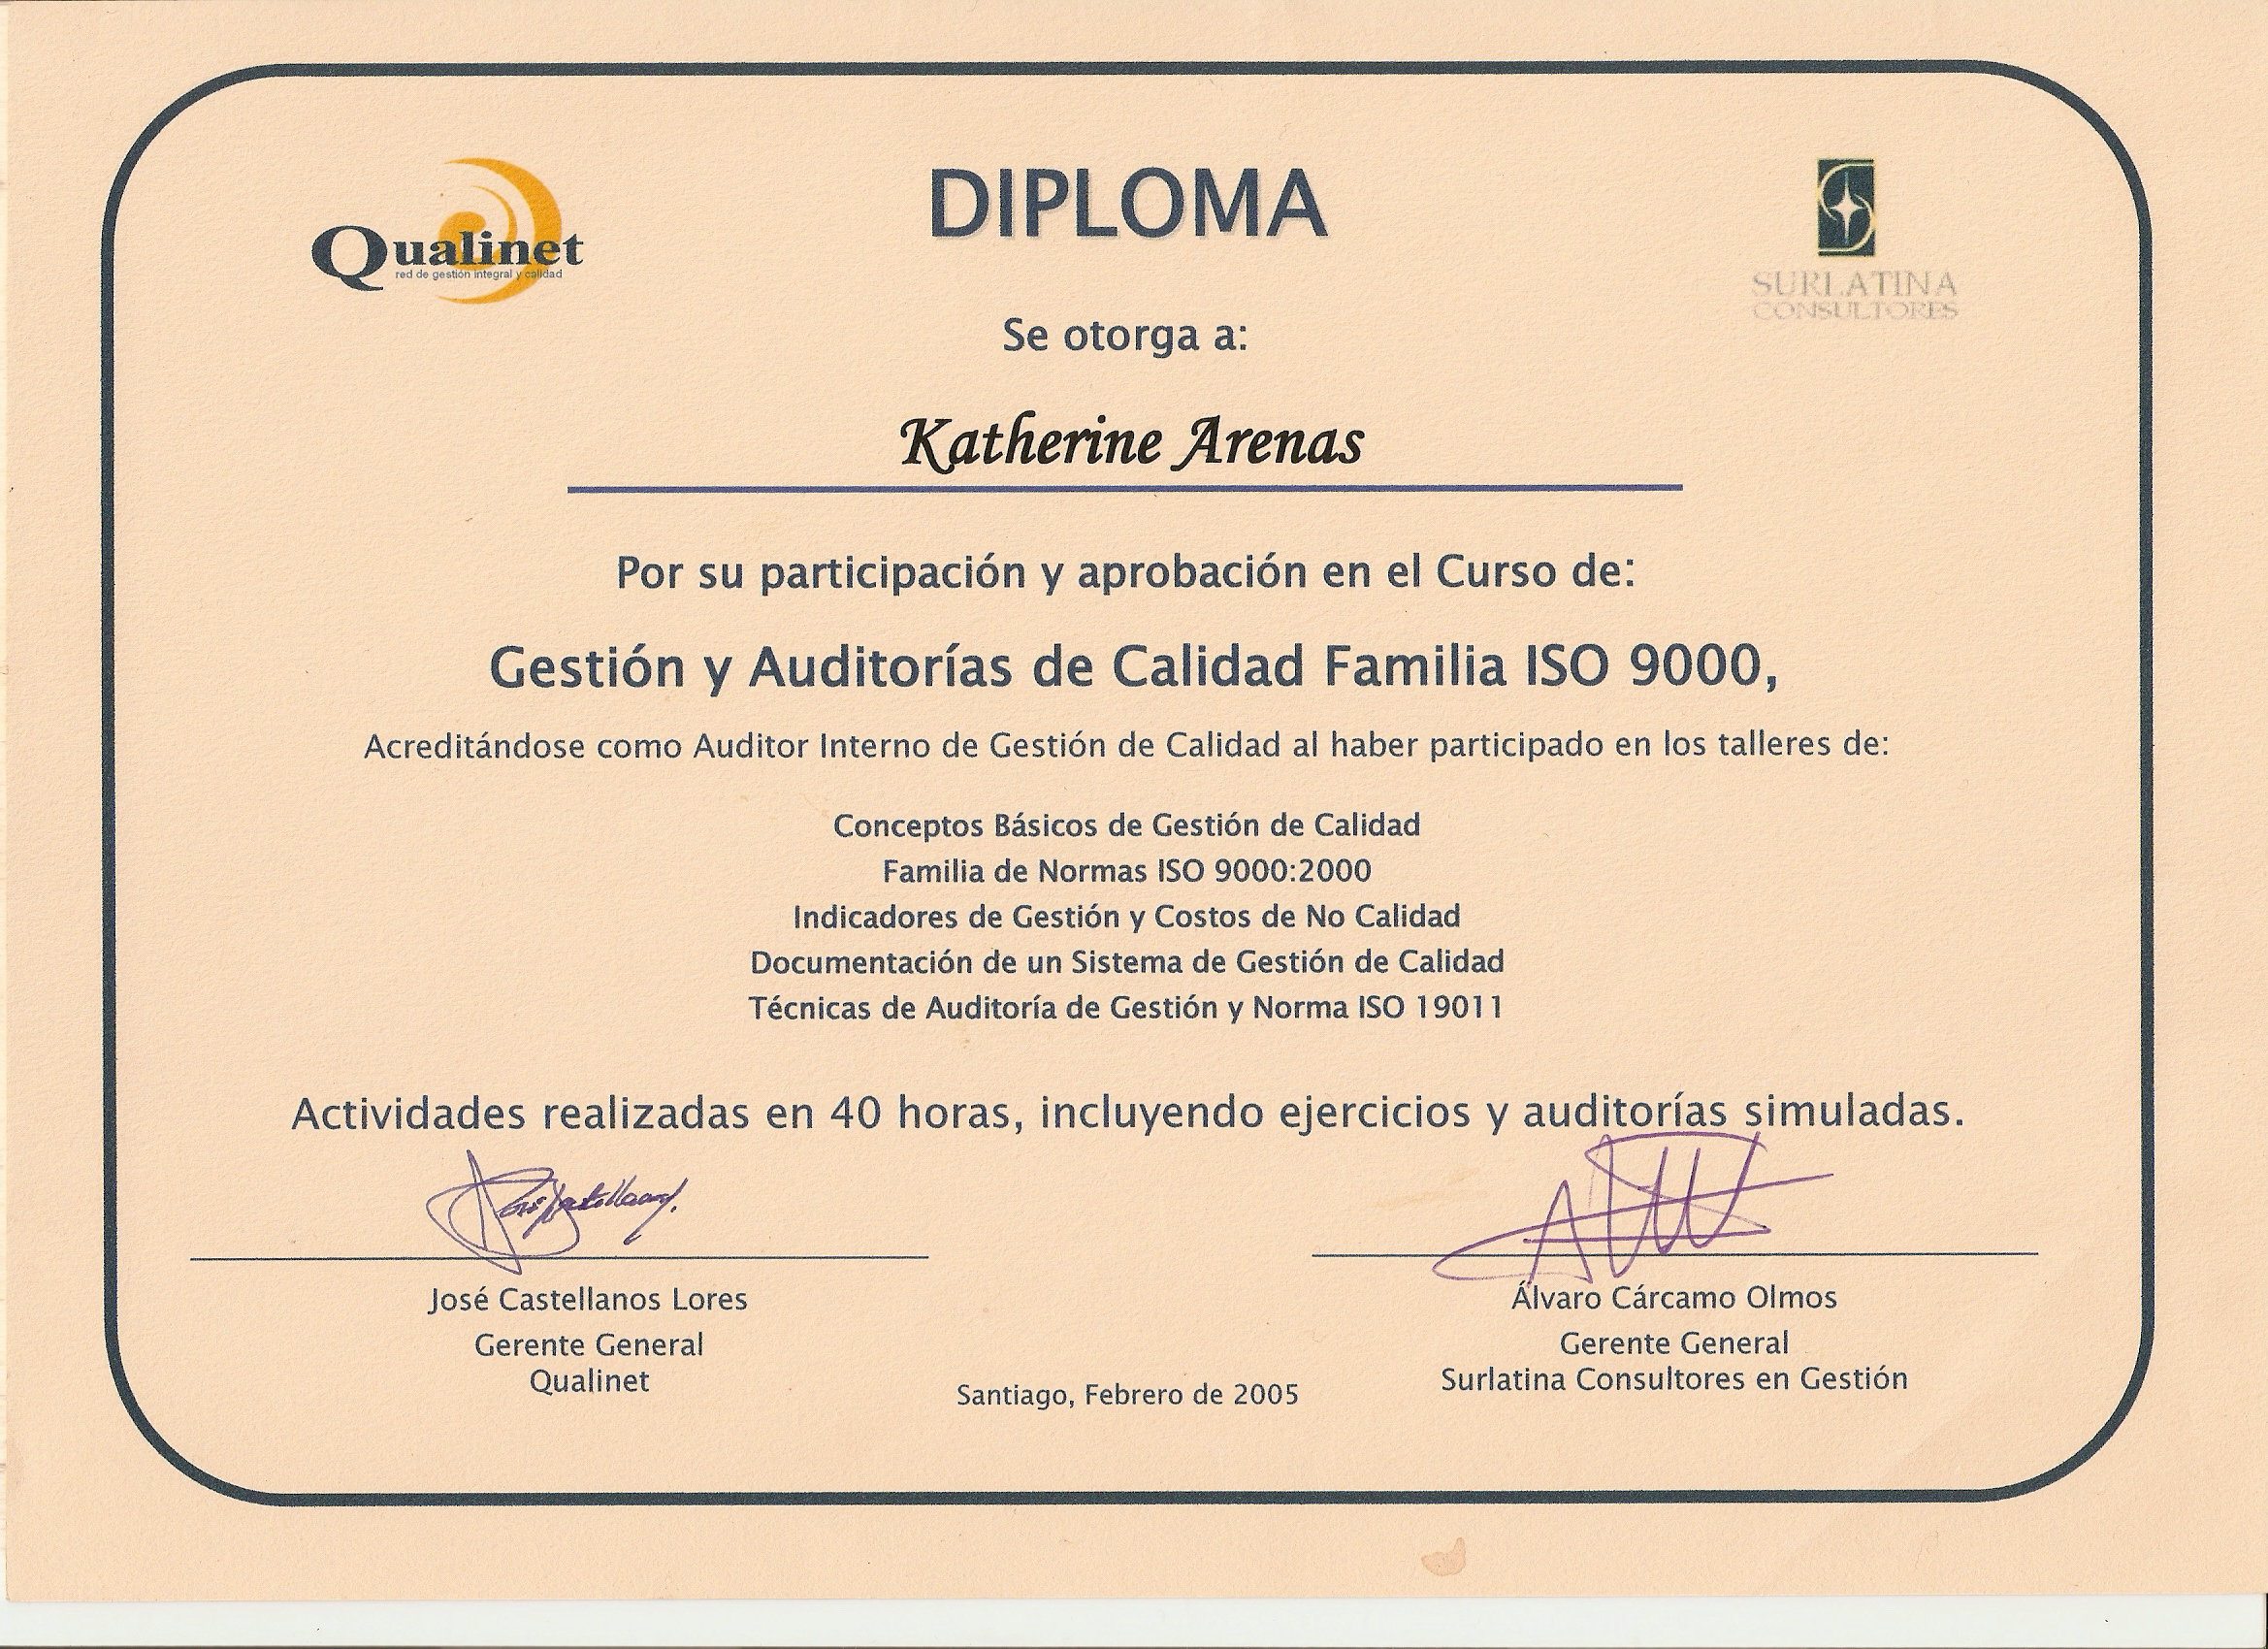 Qualinet
red de gestión integral y calidad
DIPLOMA
SURLATINA
CONSULTORES
Se otorga a:
Katherine Arenas
Por su participación y aprobación en el Curso de:
Gestión y Auditorías de Calidad Familia ISO 9000,
Acreditándose como Auditor Interno de Gestión de Calidad al haber participado en los talleres de:
Conceptos Básicos de Gestión de Calidad
Familia de Normas ISO 9000:2000
Indicadores de Gestión y Costos de No Calidad
Documentación de un Sistema de Gestión de Calidad
Técnicas de Auditoría de Gestión y Norma ISO 19011
Actividades realizadas en 40 horas, incluyendo ejercicios y auditorías simuladas.
José Castellanos Lores
Gerente General
Qualinet
Álvaro Cárcamo Olmos
Gerente General
Surlatina Consultores en Gestión
Santiago, Febrero de 2005